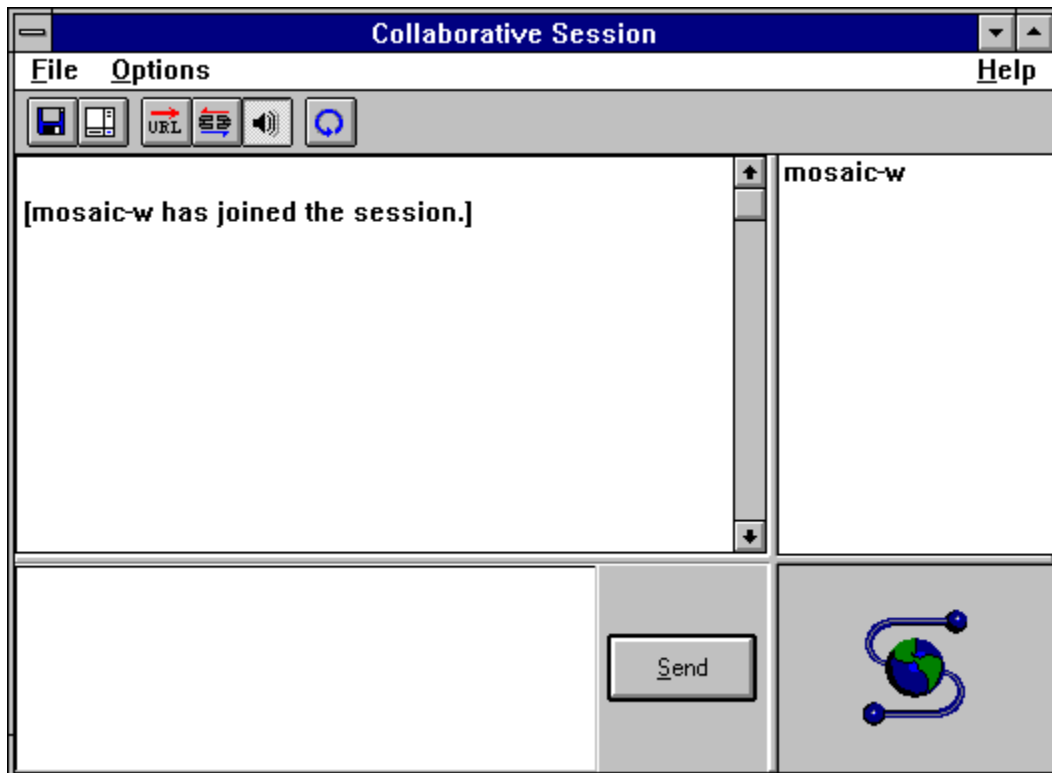 Collaborative Session
File Options Help
URL
[mosaic-w has joined the session.]
mosaic-w
Send